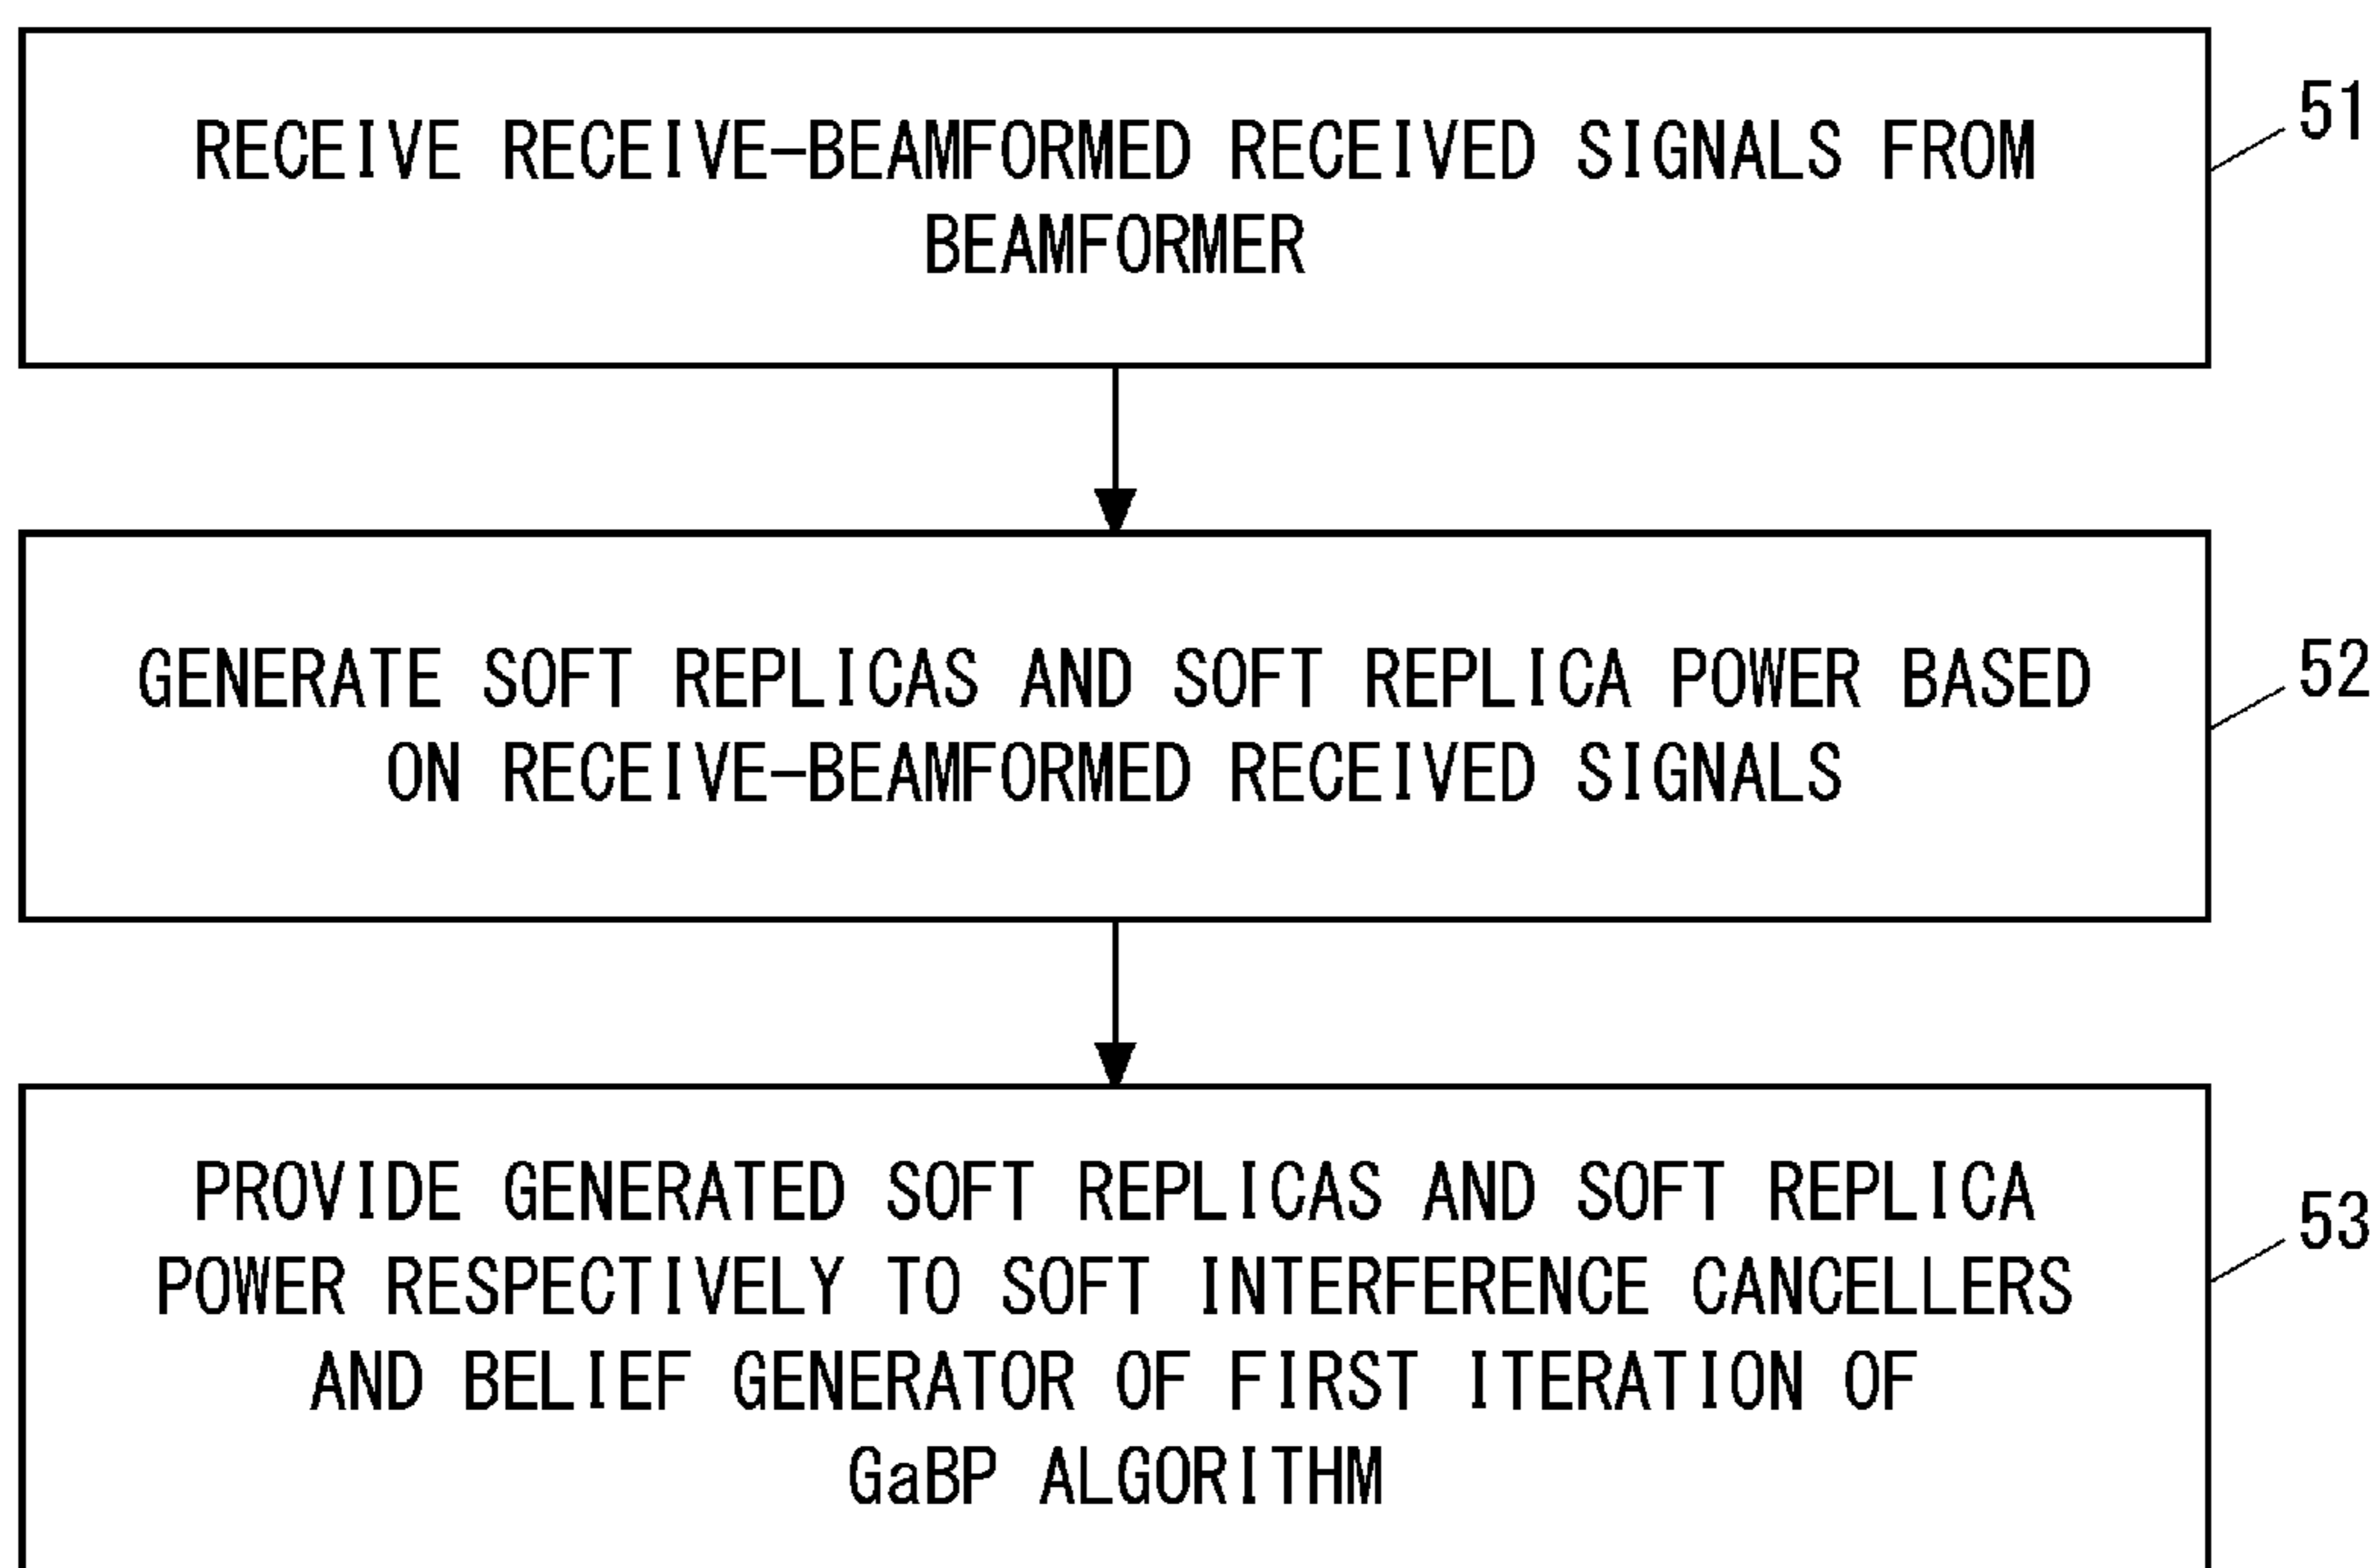 RECEIVE RECEIVE-BEAMFORMED RECEIVED SIGNALS FROM
BEAMFORMER
51
GENERATE SOFT REPLICAS AND SOFT REPLICA POWER BASED
ON RECEIVE-BEAMFORMED RECEIVED SIGNALS
52
PROVIDE GENERATED SOFT REPLICAS AND SOFT REPLICA
POWER RESPECTIVELY TO SOFT INTERFERENCE CANCELLERS
AND BELIEF GENERATOR OF FIRST ITERATION OF
GaBP ALGORITHM
53